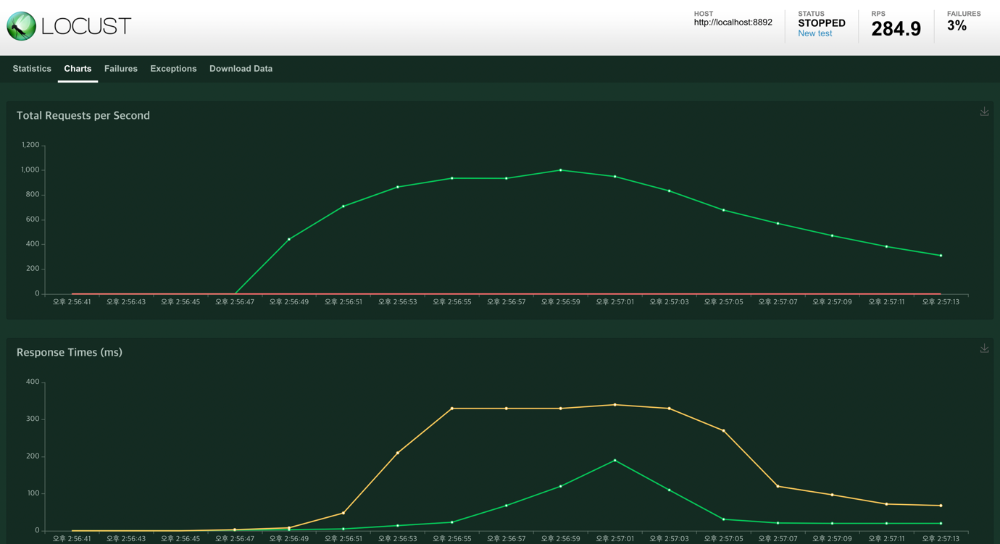 LOCUST
HOST
http://localhost:8892
STATUS
STOPPED
New test
RPS
284.9
FAILURES
3%
Statistics Charts Failures Exceptions Download Data
Total Requests per Second
1,200
1,000
800
600
400
200
0
오후 2:56:41 오후 2:56:43 오후 2:56:45 오후 2:56:47 오후 2:56:49 오후 2:56:51 오후 2:56:53 오후 2:56:55 오후 2:56:57 오후 2:56:59 오후 2:57:01 오후 2:57:03 오후 2:57:05 오후 2:57:07 오후 2:57:09 오후 2:57:11 오후 2:57:13
Response Times (ms)
400
300
200
100
0
오후 2:56:41 오후 2:56:43 오후 2:56:45 오후 2:56:47 오후 2:56:49 오후 2:56:51 오후 2:56:53 오후 2:56:55 오후 2:56:57 오후 2:56:59 오후 2:57:01 오후 2:57:03 오후 2:57:05 오후 2:57:07 오후 2:57:09 오후 2:57:11 오후 2:57:13